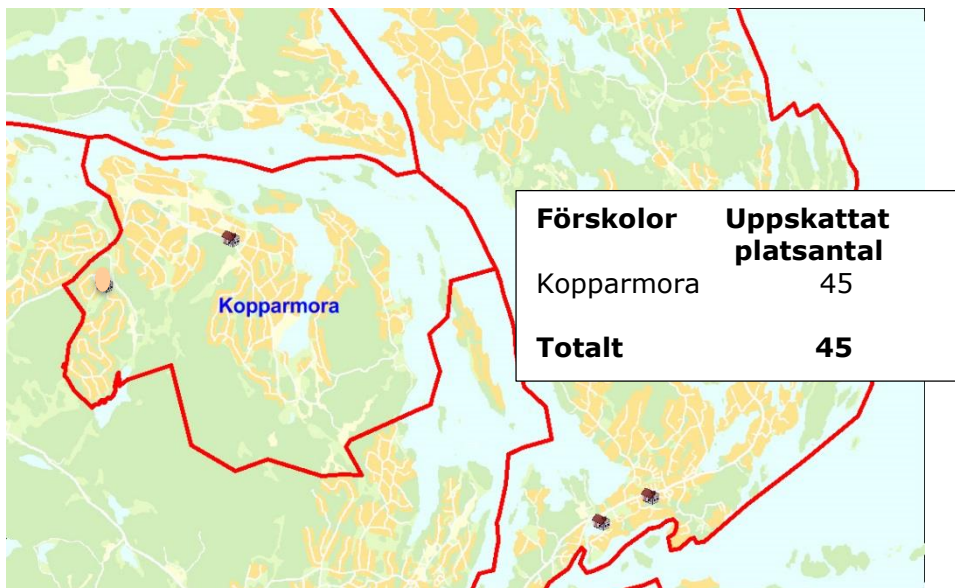 Kopparmora
Förskolor Uppskattat
platsantal
Kopparmora 45
Totalt 45